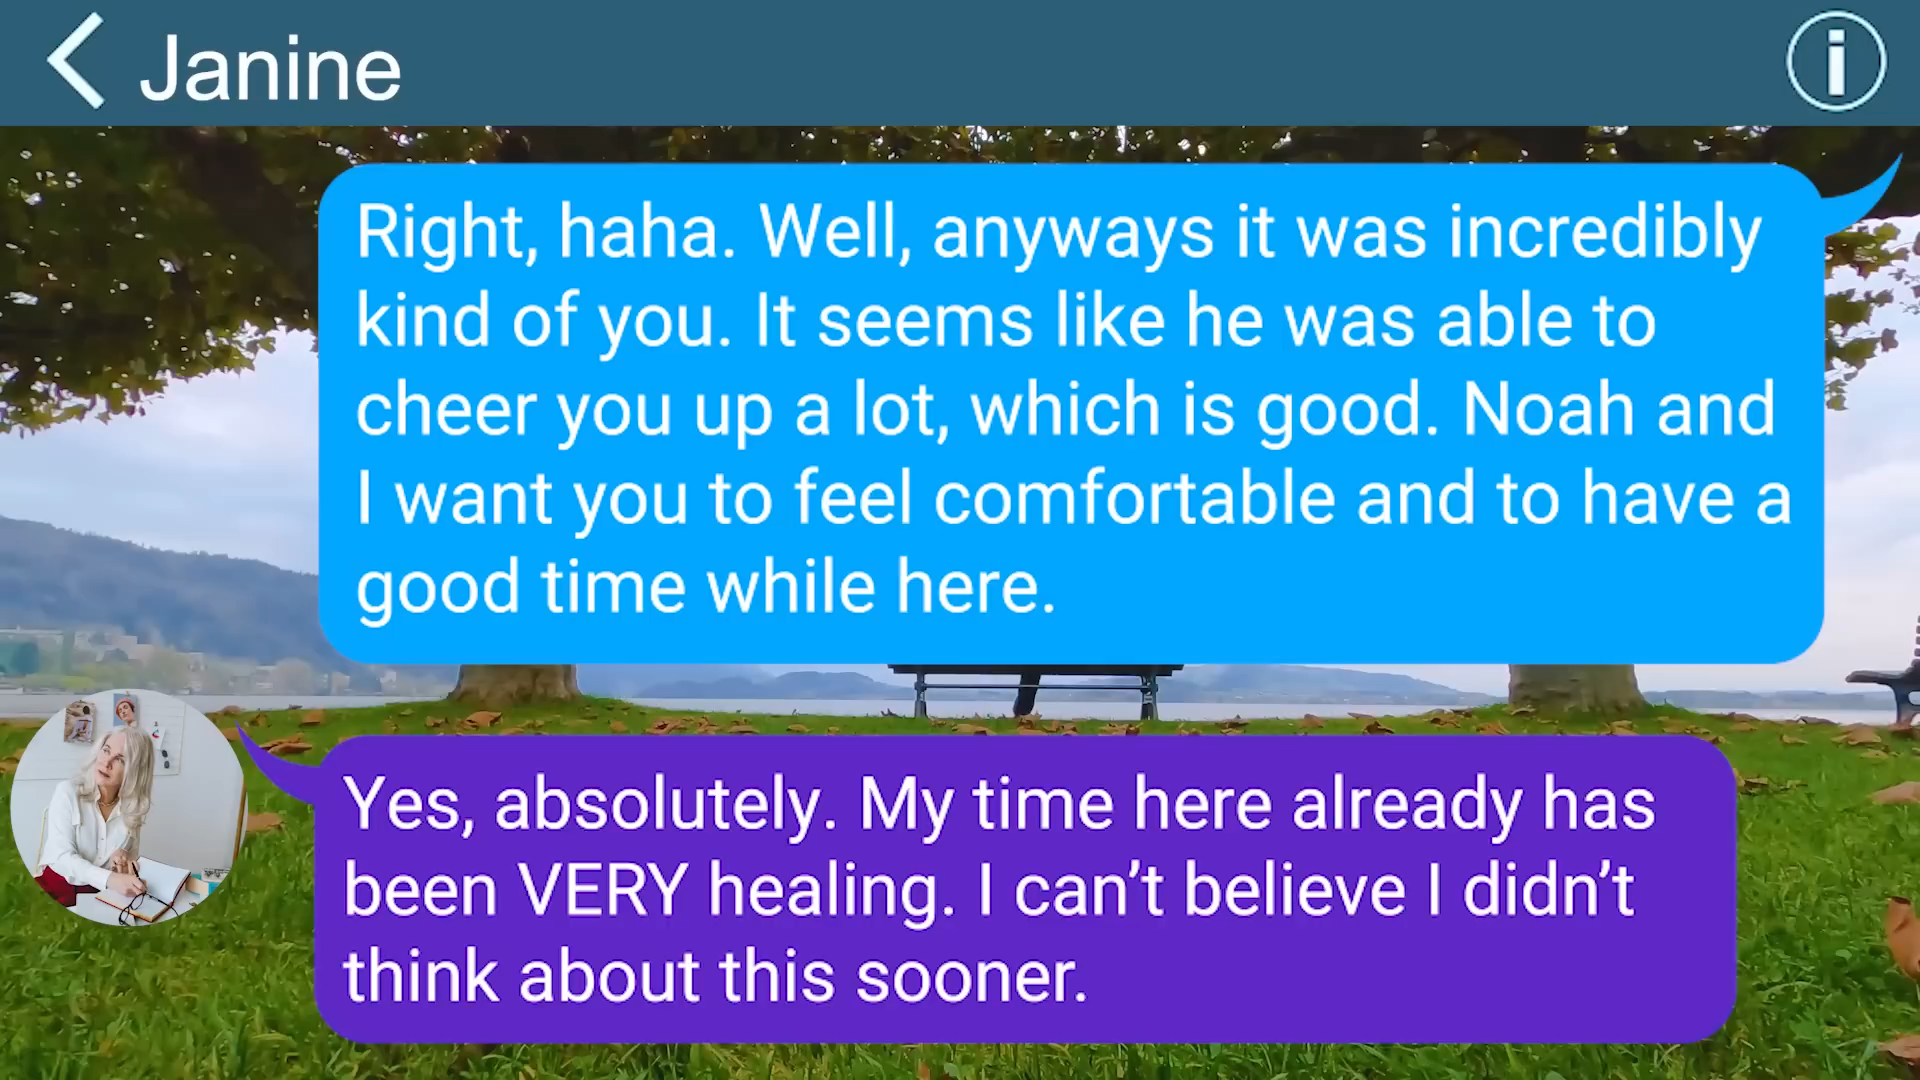 Janine
Right, haha. Well, anyways it was incredibly
kind of you. It seems like he was able to
cheer you up a lot, which is good. Noah and
I want you to feel comfortable and to have a
good time while here.
Yes, absolutely. My time here already has
been VERY healing. I can’t believe I didn’t
think about this sooner.